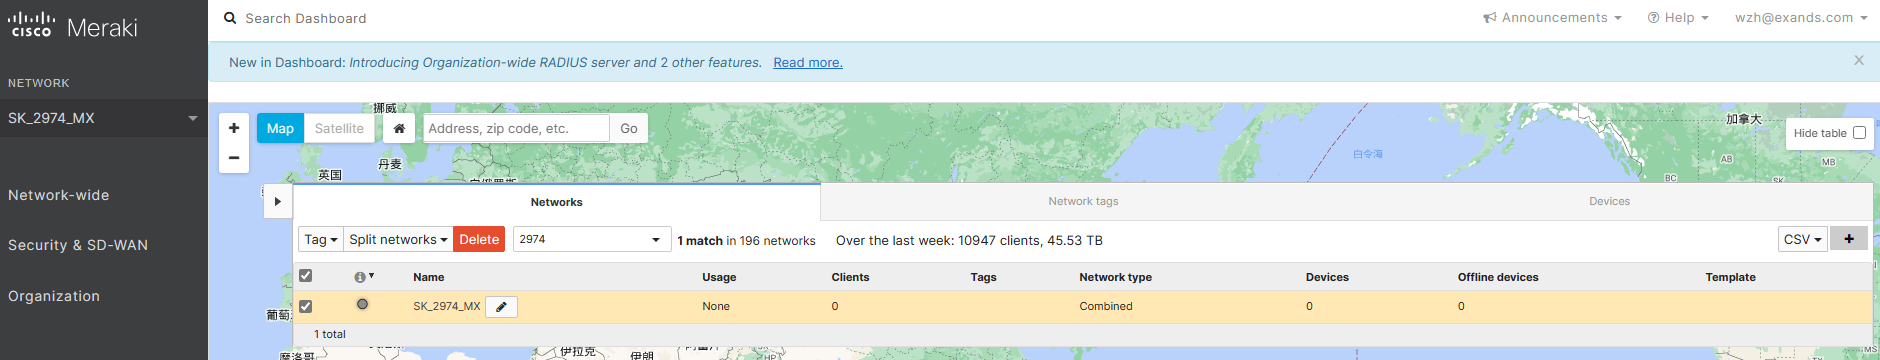 cisco Meraki
Search Dashboard
Announcements
Help
wzh@exands.com
New in Dashboard: Introducing Organization-wide RADIUS server and 2 other features. Read more.
NETWORK
SK_2974_MX
Network-wide
Security & SD-WAN
Organization
挪威
丹麦
英国
加拿大
白令海
AB
MB
BC
SK
Map
Satellite
Address, zip code, etc.
Go
Hide table
Networks
Network tags
Devices
Tag
Split networks
Delete
2974
1 match in 196 networks
Over the last week: 10947 clients, 45.53 TB
CSV
Name Usage Clients Tags Network type Devices Offline devices Template
SK_2974_MX None 0 Combined 0 0
1 total
摩洛哥
伊拉克
伊朗
HP